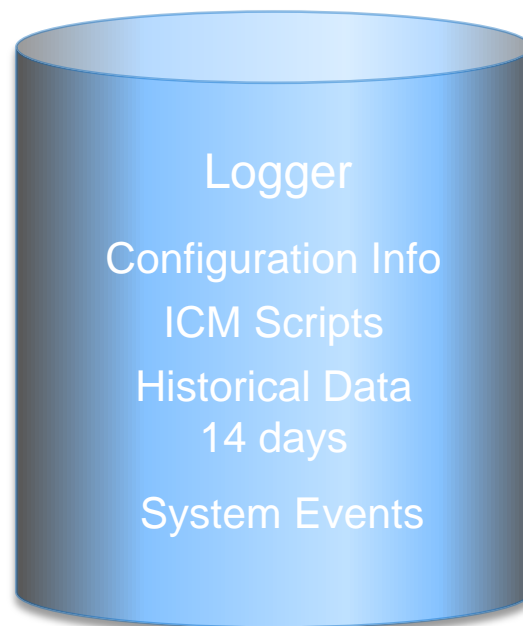 Logger
Configuration Info
ICM Scripts
Historical Data
14 days
System Events